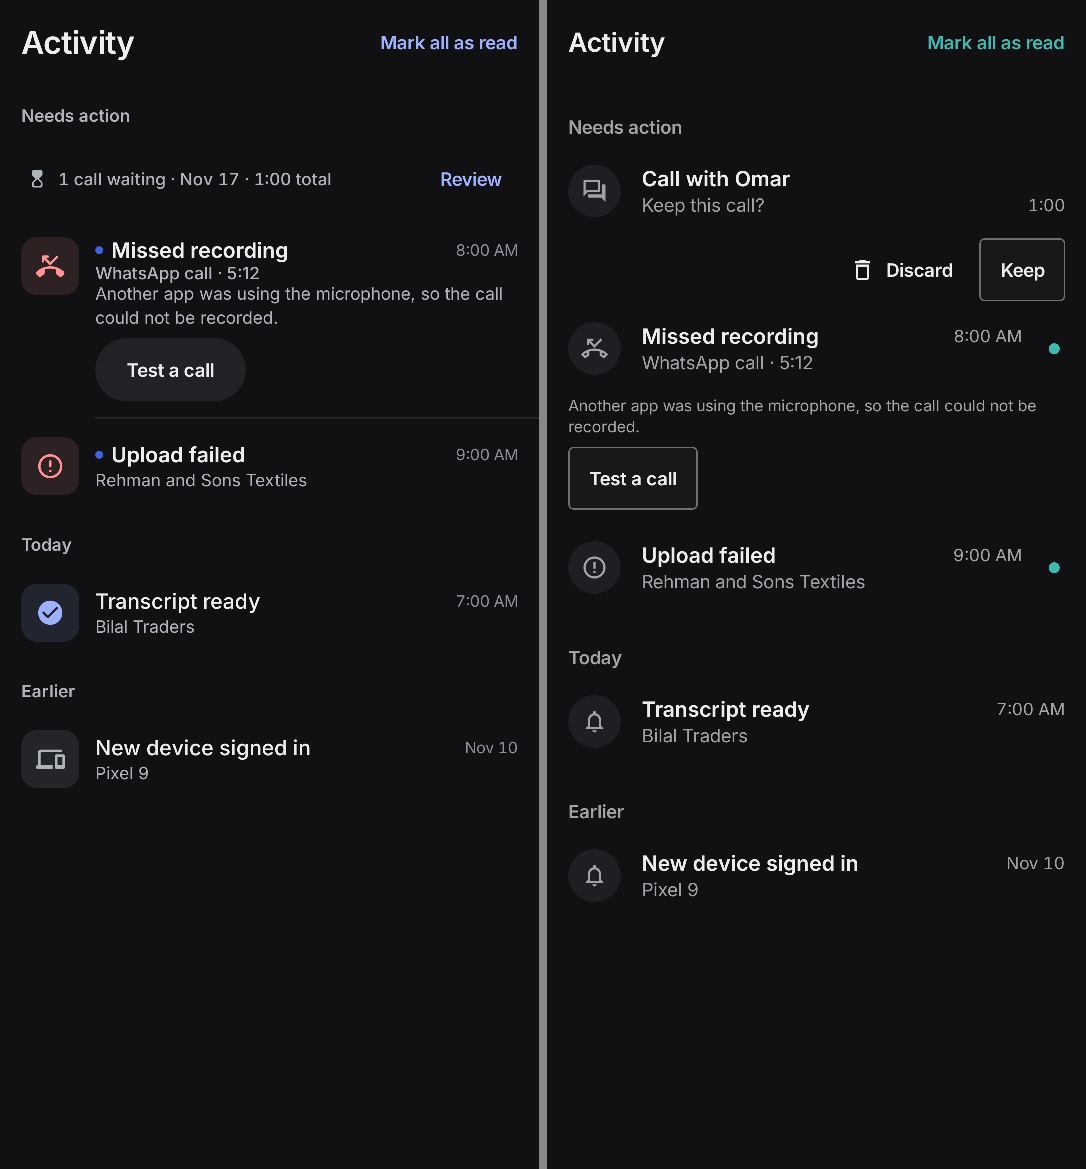 Activity
Mark all as read
Needs action
1 call waiting · Nov 17 · 1:00 total
Review
Missed recording
8:00 AM
WhatsApp call · 5:12
Another app was using the microphone, so the call
could not be recorded.
Test a call
Upload failed
9:00 AM
Rehman and Sons Textiles
Today
Transcript ready
7:00 AM
Bilal Traders
Earlier
New device signed in
Nov 10
Pixel 9
Activity
Mark all as read
Needs action
Call with Omar
Keep this call?
1:00
Discard
Keep
Missed recording
8:00 AM
WhatsApp call · 5:12
Another app was using the microphone, so the call could not be
recorded.
Test a call
Upload failed
9:00 AM
Rehman and Sons Textiles
Today
Transcript ready
7:00 AM
Bilal Traders
Earlier
New device signed in
Nov 10
Pixel 9